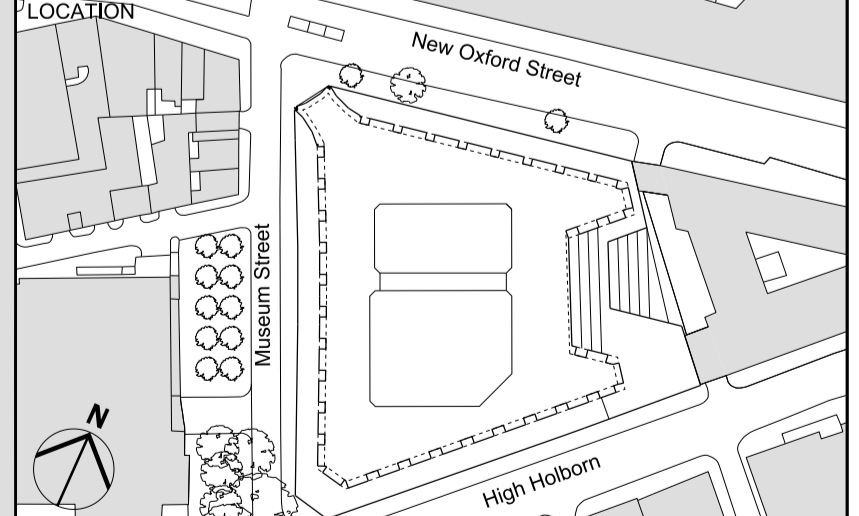 LOCATION
New Oxford Street
Museum Street
N
High Holborn